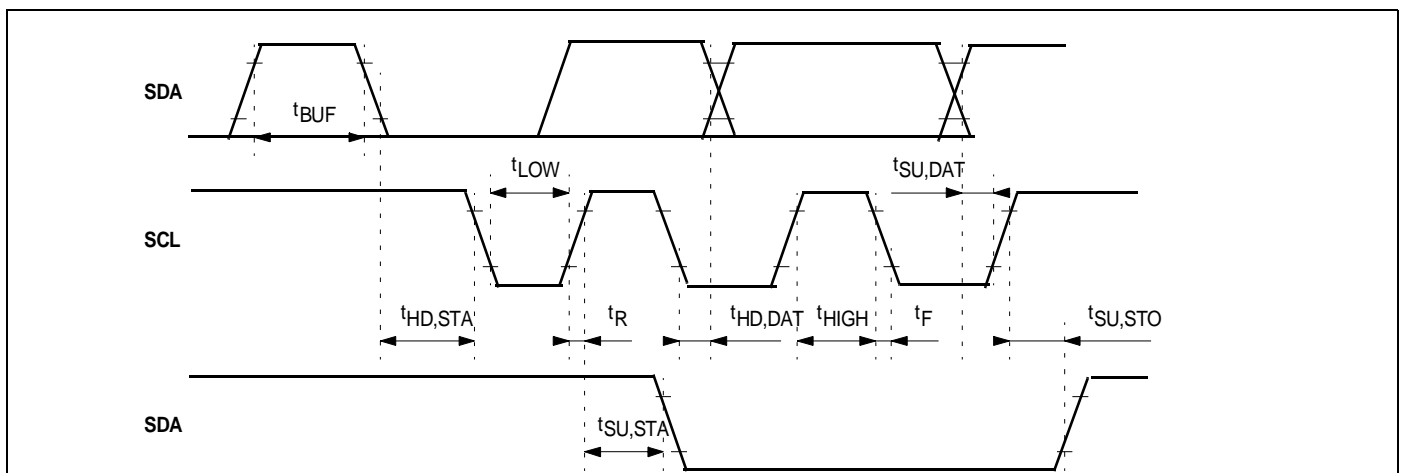 SDA
tBUF
tLOW
tSU,DAT
SCL
tHD,STA
tR
tHD,DAT
tHIGH
tF
tSU,STO
SDA
tSU,STA